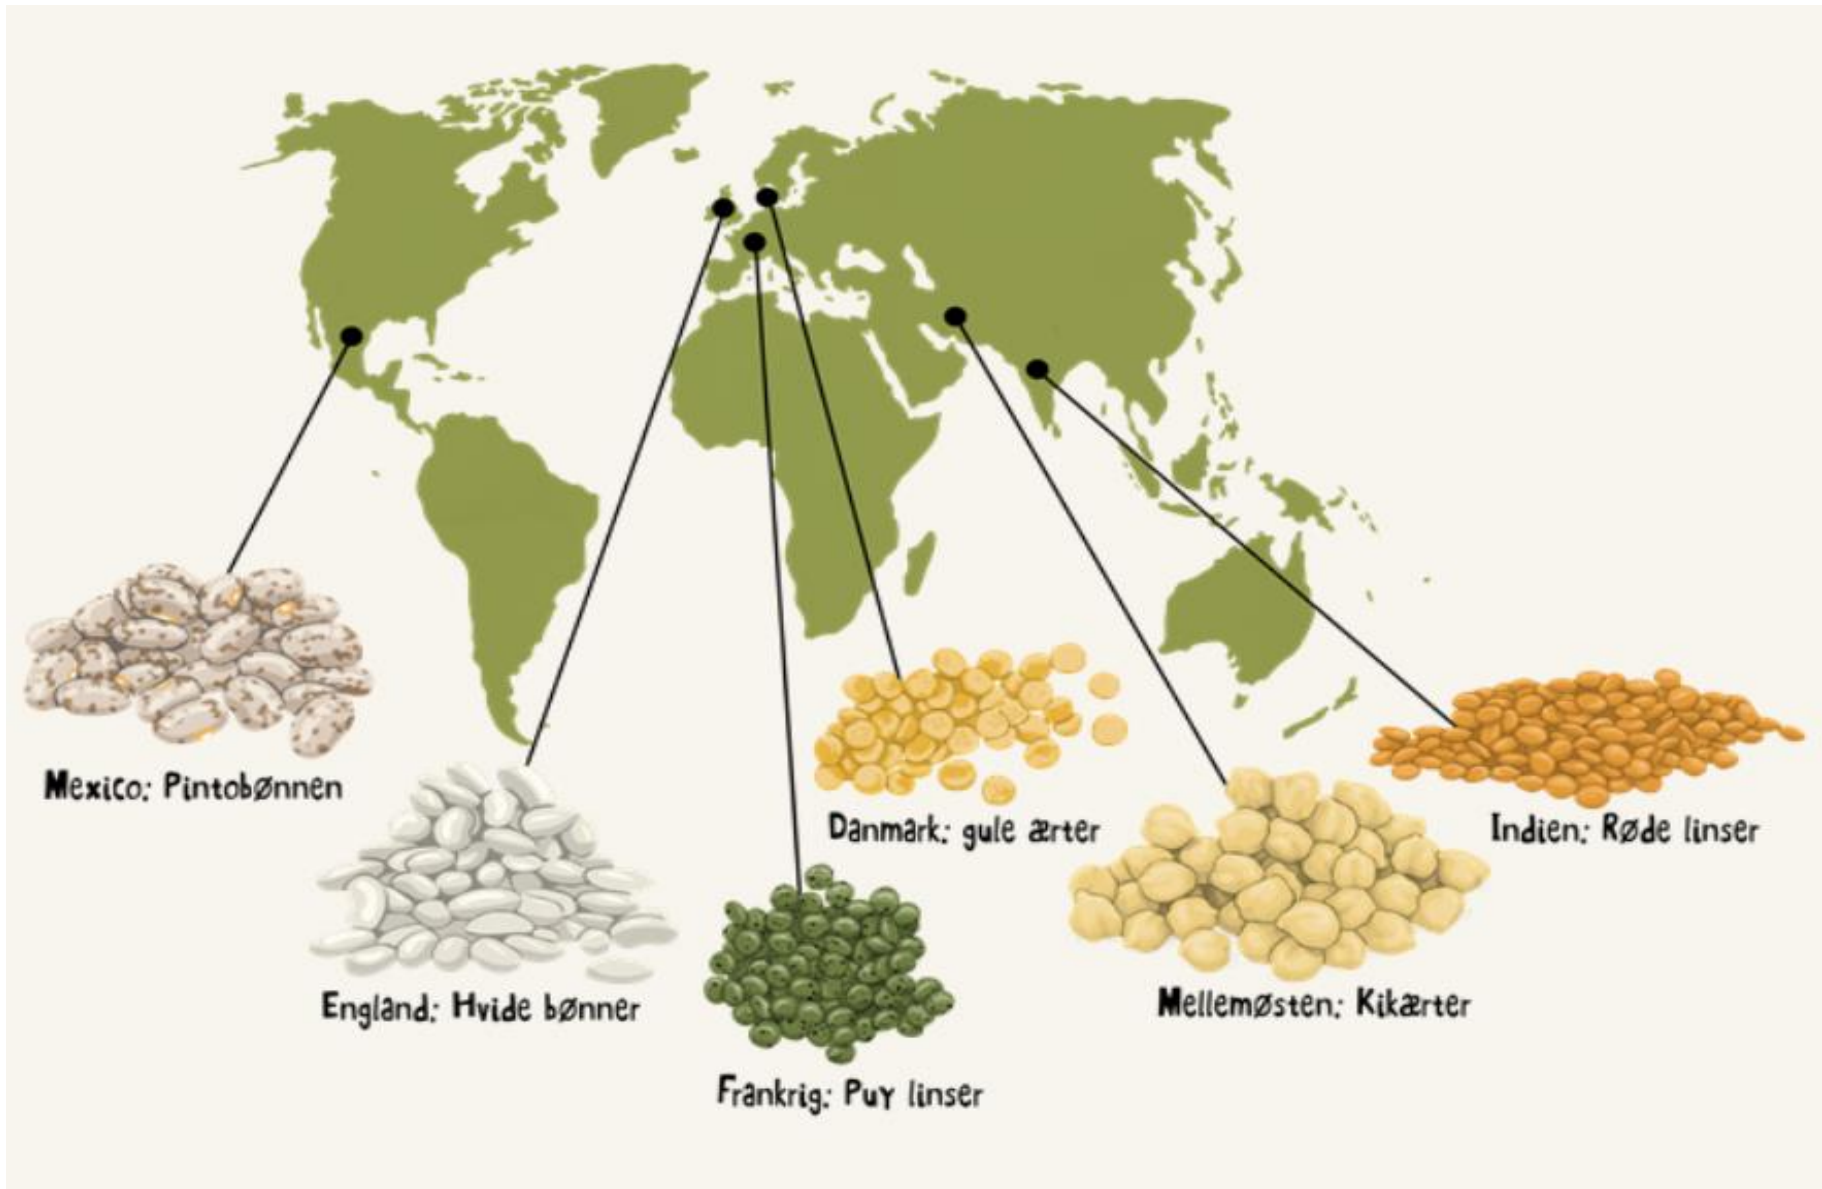 Mexico: Pintobønnen
England: Hvide bønner
Frankrig: Puy linser
Danmark: gule ærter
Mellemøsten: Kikærter
Indien: Røde linser